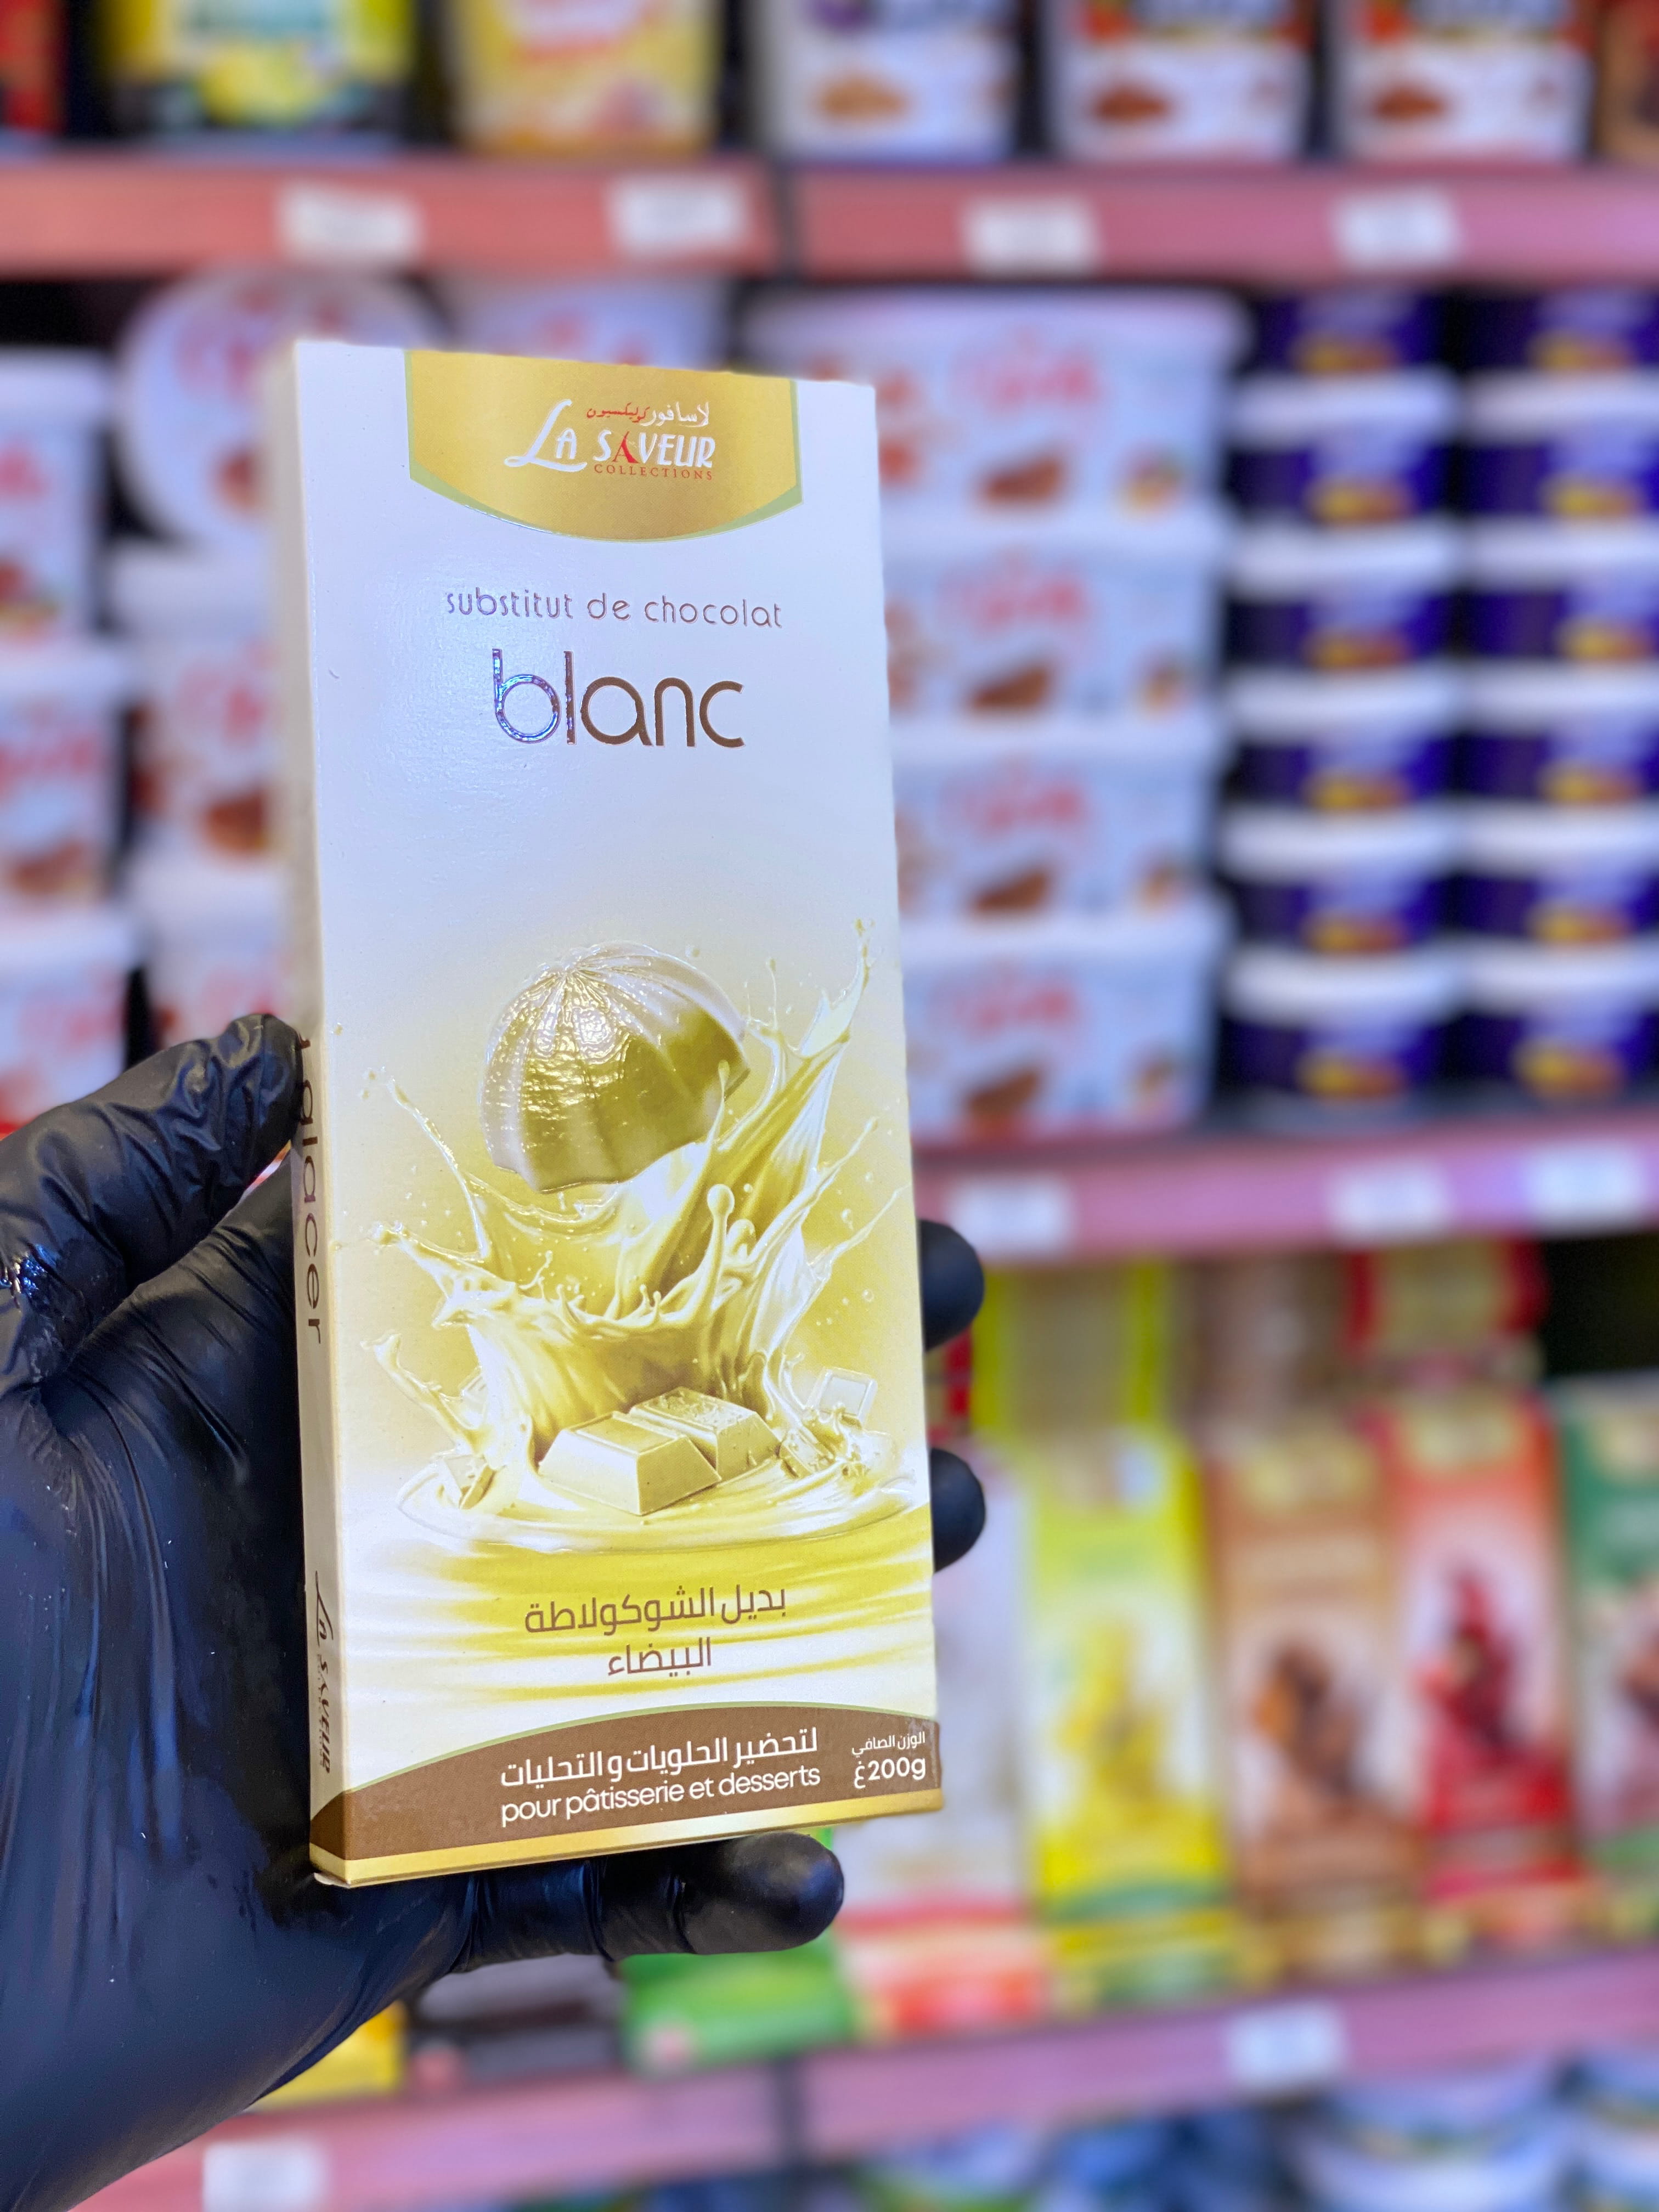 لاسافور كوليكسيون
LA SAVEUR
COLLECTIONS
substitut de chocolat
blanc
بديل الشوكولاطة
البيضاء
لتحضير الحلويات والتحليات
pour pâtisserie et desserts
الوزن الصافي
200g غ
glacer
LA SAVEUR